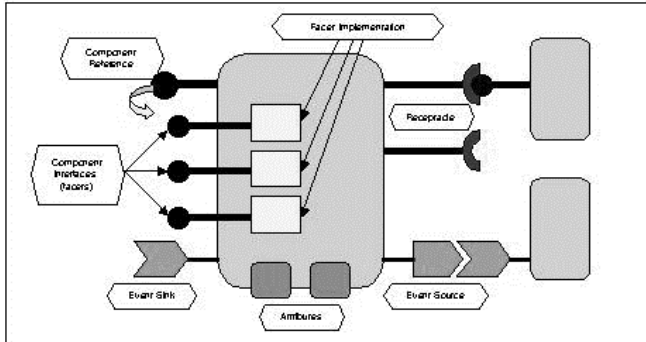 Facet Implementation
Component
Reference
Receptacle
Component
Interfaces
(facets)
Event Sink
Attributes
Event Source